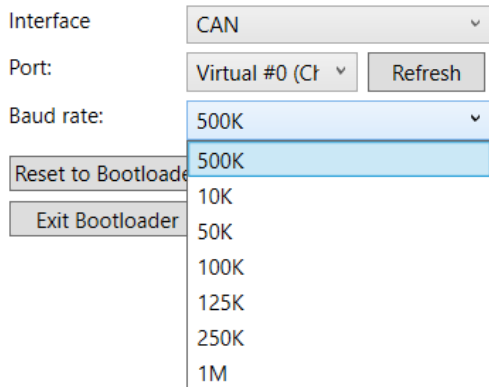 Interface CAN
Port: Virtual #0 (Ch Refresh
Baud rate: 500K
500K
Reset to Bootloade
10K
Exit Bootloader
50K
100K
125K
250K
1M